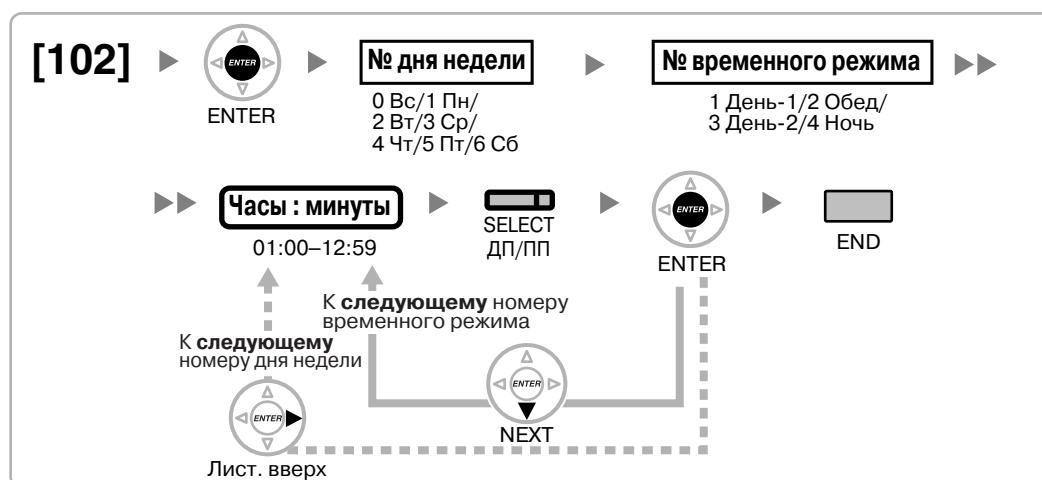 [102]
ENTER
ENTER
№ дня недели
0 Вс/1 Пн/
2 Вт/3 Ср/
4 Чт/5 Пт/6 Сб
№ временного режима
1 День-1/2 Обед/
3 День-2/4 Ночь
Часы : минуты
01:00–12:59
SELECT
ДП/ПП
ENTER
ENTER
END
К следующему номеру
временного режима
К следующему
номеру дня недели
ENTER
NEXT
ENTER
Лист. вверх